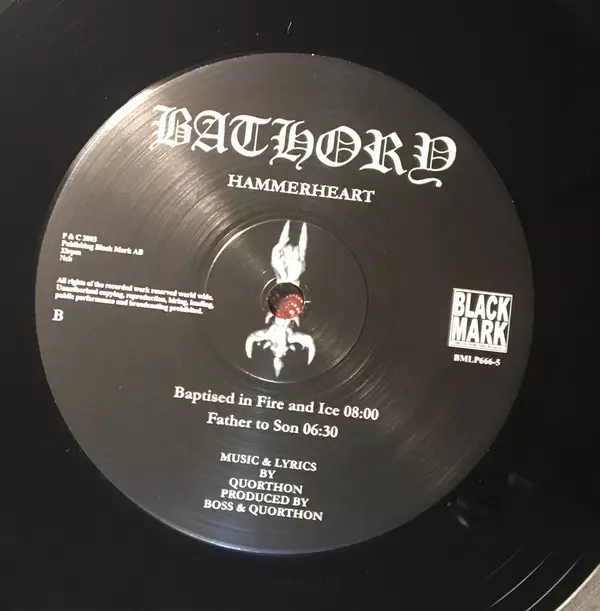 BATHORY
HAMMERHEART
P & C 2003
Publishing Black Mark AB
33rpm
Ncb
All rights of the recorded work reserved world wide.
Unauthorised copying, reproduction, hiring, lending,
public performance and broadcasting prohibited.
B
BLACK
MARK
BMLP666-5
Baptised in Fire and Ice 08:00
Father to Son 06:30
MUSIC & LYRICS
BY
QUORTHON
PRODUCED BY
BOSS & QUORTHON